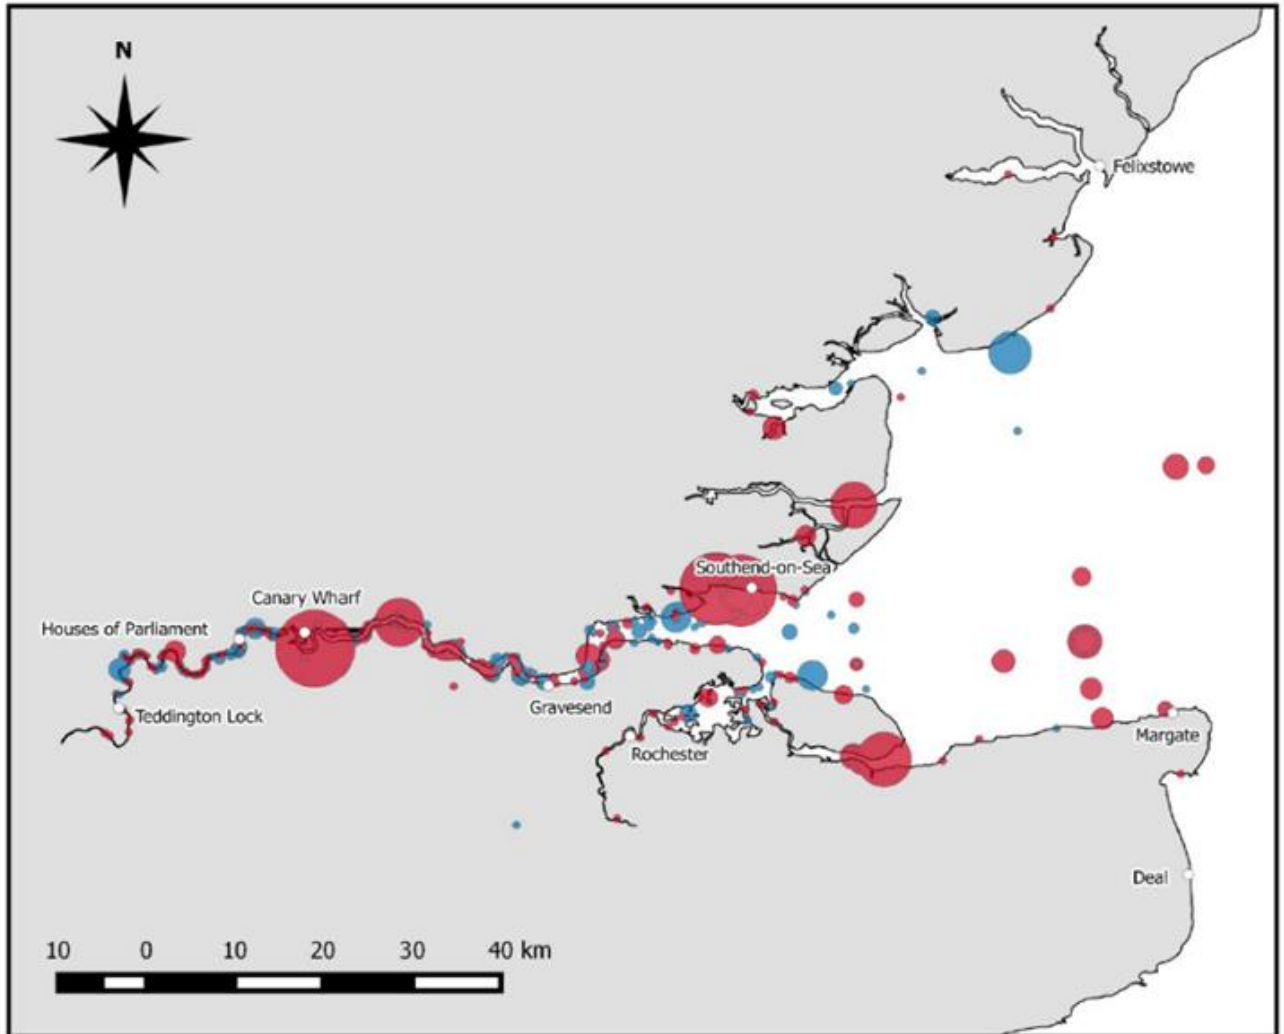 N
Felixstowe
Southend-on-Sea
Canary Wharf
Houses of Parliament
Gravesend
Teddington Lock
Margate
Rochester
Deal
10 0 10 20 30 40 km